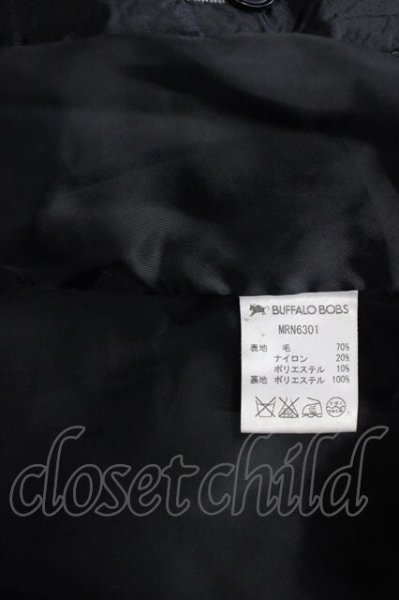 BUFFALO BOBS
MRN6301
表地 毛 70%
ナイロン 20%
ポリエステル 10%
裏地 ポリエステル 100%
closet child